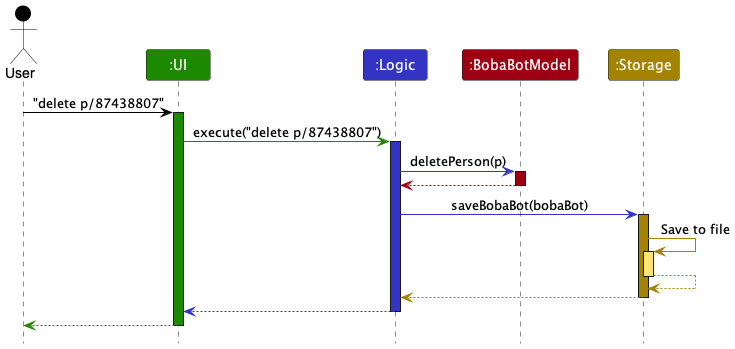 User
:UI
:Logic
:BobaBotModel
:Storage
"delete p/87438807"
execute("delete p/87438807")
deletePerson(p)
saveBobaBot(bobaBot)
Save to file